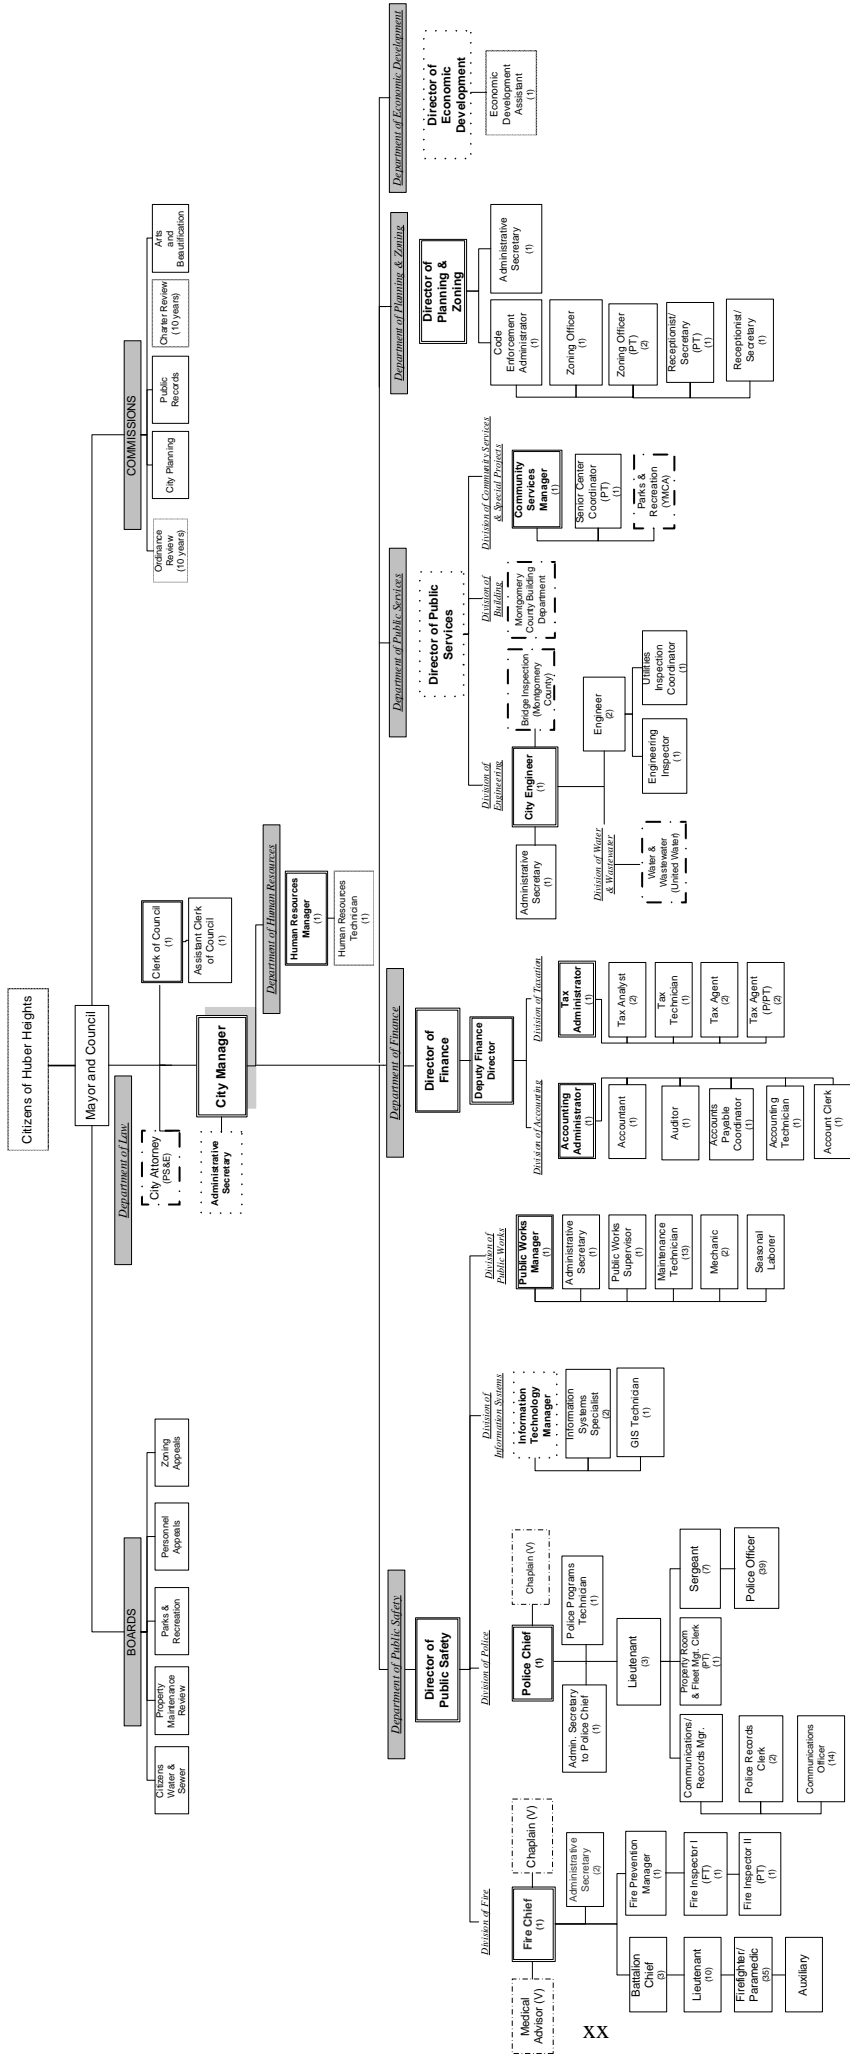 Citizens of Huber Heights
Mayor and Council
BOARDS
Citizens
Water &
Sewer
Property
Maintenance
Review
Parks &
Recreation
Personnel
Appeals
Zoning
Appeals
COMMISSIONS
Ordinance
Review
(10 years)
City Planning
Public
Records
Charter Review
(10 years)
Arts
and
Beautification
Department of Law
City Attorney
(PS&E)
Clerk of Council
(1)
Assistant Clerk
of Council
(1)
City Manager
Administrative
Secretary
Department of Human Resources
Human Resources
Manager
(1)
Human Resources
Technician
(1)
Department of Public Safety
Director of
Public Safety
Division of Fire
Medical
Advisor (V)
Fire Chief
(1)
Chaplain (V)
Administrative
Secretary
(2)
Battalion
Chief
(3)
Lieutenant
(10)
Firefighter/
Paramedic
(35)
Auxiliary
Fire Prevention
Manager
(1)
Fire Inspector I
(FT)
(1)
Fire Inspector II
(PT)
(1)
Division of Police
Police Chief
(1)
Chaplain (V)
Admin. Secretary
to Police Chief
(1)
Police Programs
Technician
(1)
Lieutenant
(3)
Communications/
Records Mgr.
Police Records
Clerk
(2)
Communications
Officer
(14)
Property Room
& Fleet Mgt. Clerk
(PT)
(1)
Sergeant
(7)
Police Officer
(39)
Division of
Information Systems
Information
Technology
Manager
Information
Systems
Specialist
(2)
GIS Technician
(1)
Division of
Public Works
Public Works
Manager
(1)
Administrative
Secretary
(1)
Public Works
Supervisor
(1)
Maintenance
Technician
(13)
Mechanic
(2)
Seasonal
Laborer
Department of Finance
Director of
Finance
Deputy Finance
Director
Division of Accounting
Accounting
Administrator
(1)
Accountant
(1)
Auditor
(1)
Accounts
Payable
Coordinator
(1)
Accounting
Technician
(1)
Account Clerk
(1)
Division of Taxation
Tax
Administrator
(1)
Tax Analyst
(2)
Tax
Technician
(1)
Tax Agent
(2)
Tax Agent
(P/PT)
(2)
Department of Public Services
Director of Public
Services
Division of
Engineering
Administrative
Secretary
(1)
City Engineer
(1)
Bridge Inspection
(Montgomery
County)
Division of Water
& Wastewater
Water &
Wastewater
(United Water)
Engineer
(2)
Engineering
Inspector
(1)
Utilities
Inspection
Coordinator
(1)
Division of
Building
Montgomery
County Building
Department
Division of Community Services
& Special Projects
Community
Services
Manager
(1)
Senior Center
Coordinator
(PT)
(1)
Parks &
Recreation
(YMCA)
Department of Planning & Zoning
Director of
Planning &
Zoning
Code
Enforcement
Administrator
(1)
Administrative
Secretary
(1)
Zoning Officer
(1)
Zoning Officer
(PT)
(2)
Receptionist/
Secretary
(PT)
(1)
Receptionist/
Secretary
(1)
Department of Economic Development
Director of
Economic
Development
Economic
Development
Assistant
(1)
xx